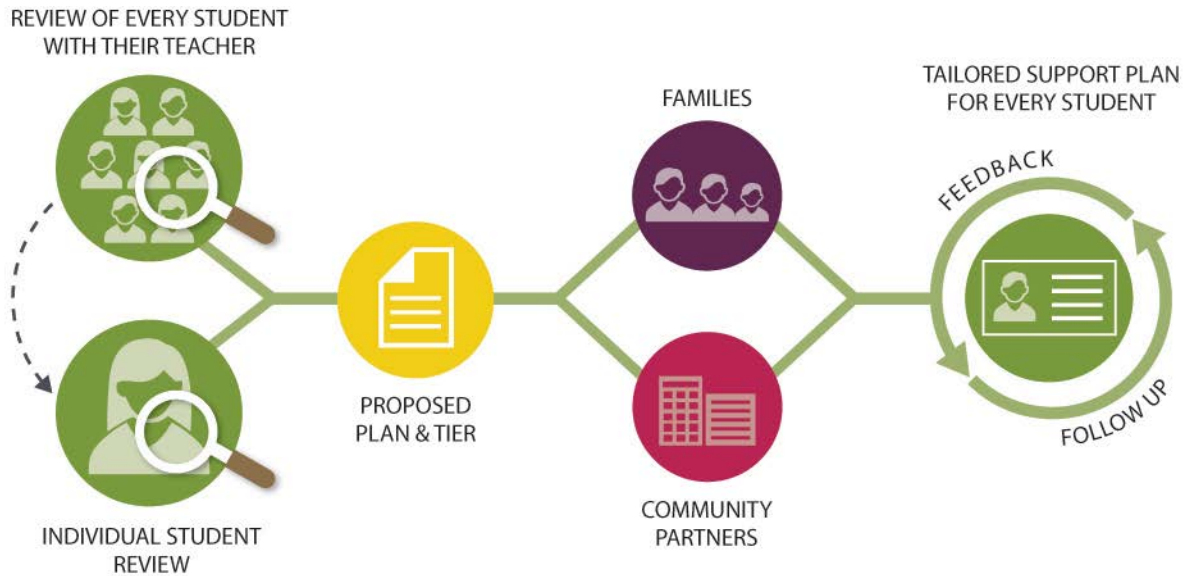 REVIEW OF EVERY STUDENT
WITH THEIR TEACHER
INDIVIDUAL STUDENT
REVIEW
PROPOSED
PLAN & TIER
FAMILIES
COMMUNITY
PARTNERS
TAILORED SUPPORT PLAN
FOR EVERY STUDENT
FEEDBACK
FOLLOW UP